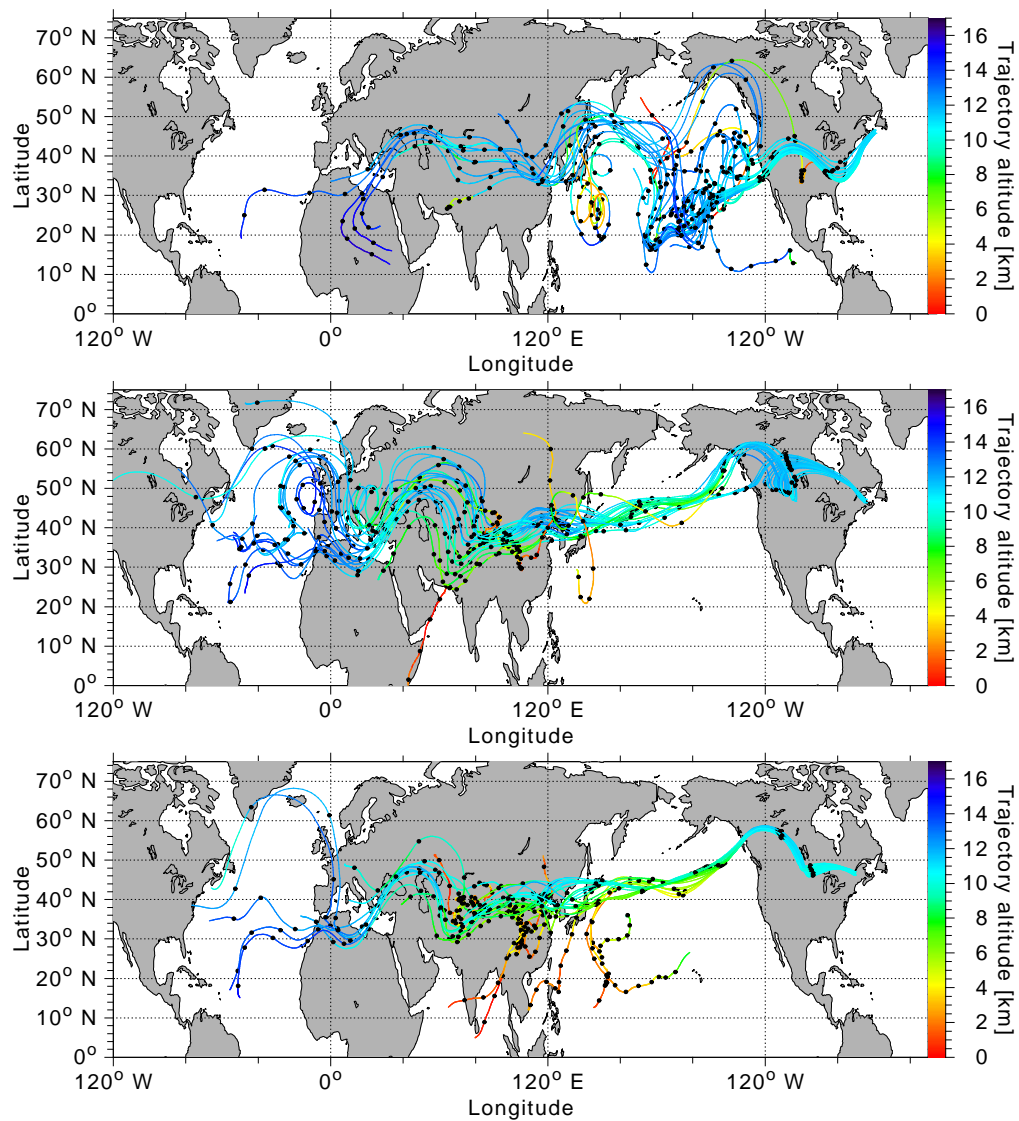 70° N
60° N
50° N
40° N
30° N
20° N
10° N
0°
Latitude
120° W
0°
120° E
120° W
Longitude
16
14
12
10
8
6
4
2
0
Trajectory altitude [km]
70° N
60° N
50° N
40° N
30° N
20° N
10° N
0°
Latitude
120° W
0°
120° E
120° W
Longitude
16
14
12
10
8
6
4
2
0
Trajectory altitude [km]
70° N
60° N
50° N
40° N
30° N
20° N
10° N
0°
Latitude
120° W
0°
120° E
120° W
Longitude
16
14
12
10
8
6
4
2
0
Trajectory altitude [km]